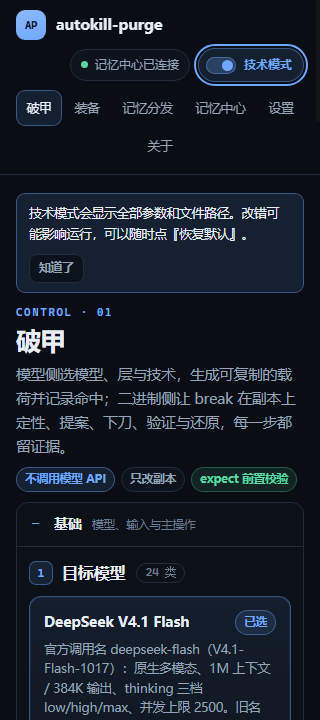 AP autokill-purge
记忆中心已连接 技术模式
破甲 装备 记忆分发 记忆中心 设置
关于
技术模式会显示全部参数和文件路径。改错可
能影响运行，可以随时点『恢复默认』。
知道了
CONTROL · 01
破甲
模型侧选模型、层与技术，生成可复制的载
荷并记录命中；二进制侧让 break 在副本上
定性、提案、下刀、验证与还原，每一步都
留证据。
不调用模型 API 只改副本 expect 前置校验
− 基础 模型、输入与主操作
1 目标模型 24 类
DeepSeek V4.1 Flash 已选
官方调用名 deepseek-flash（V4.1-
Flash-1017）：原生多模态、1M 上下文
/ 384K 输出、thinking 三档
low/high/max、并发上限 2500。旧名